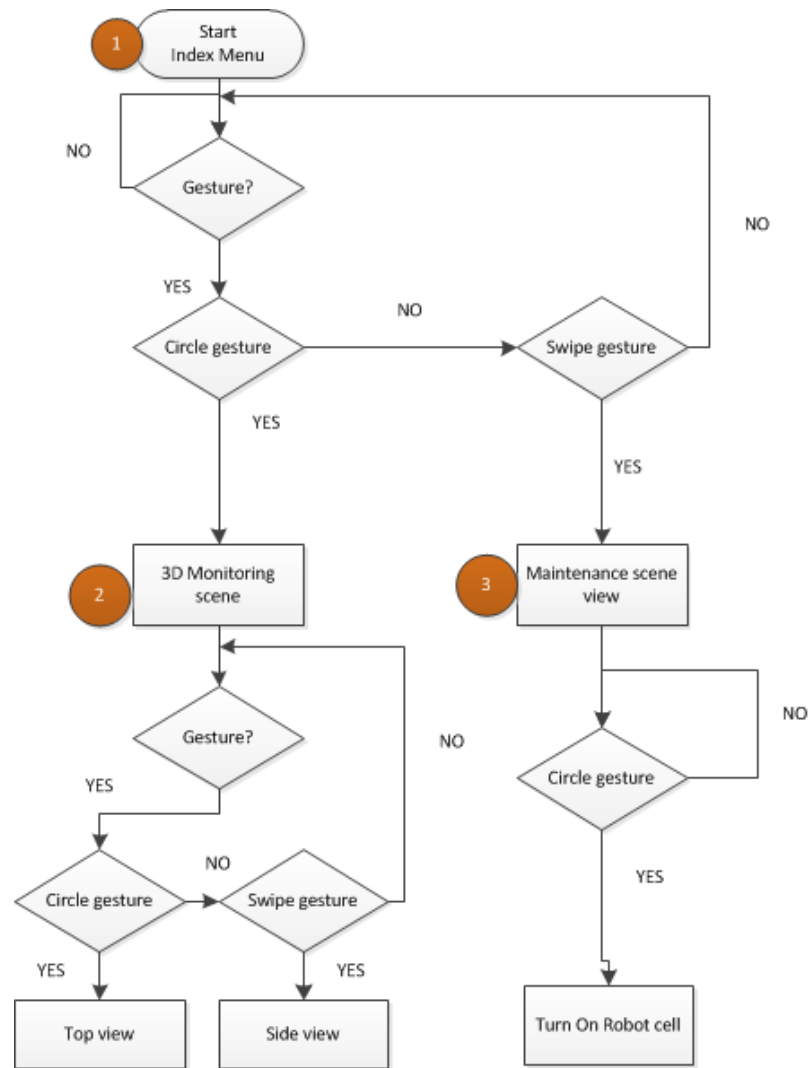 1
Start
Index Menu
NO
Gesture?
NO
YES
NO
Circle gesture
Swipe gesture
YES
YES
2
3D Monitoring
scene
3
Maintenance scene
view
Gesture?
NO
NO
Circle gesture
YES
NO
YES
Circle gesture
Swipe gesture
YES
YES
Top view
Side view
Turn On Robot cell